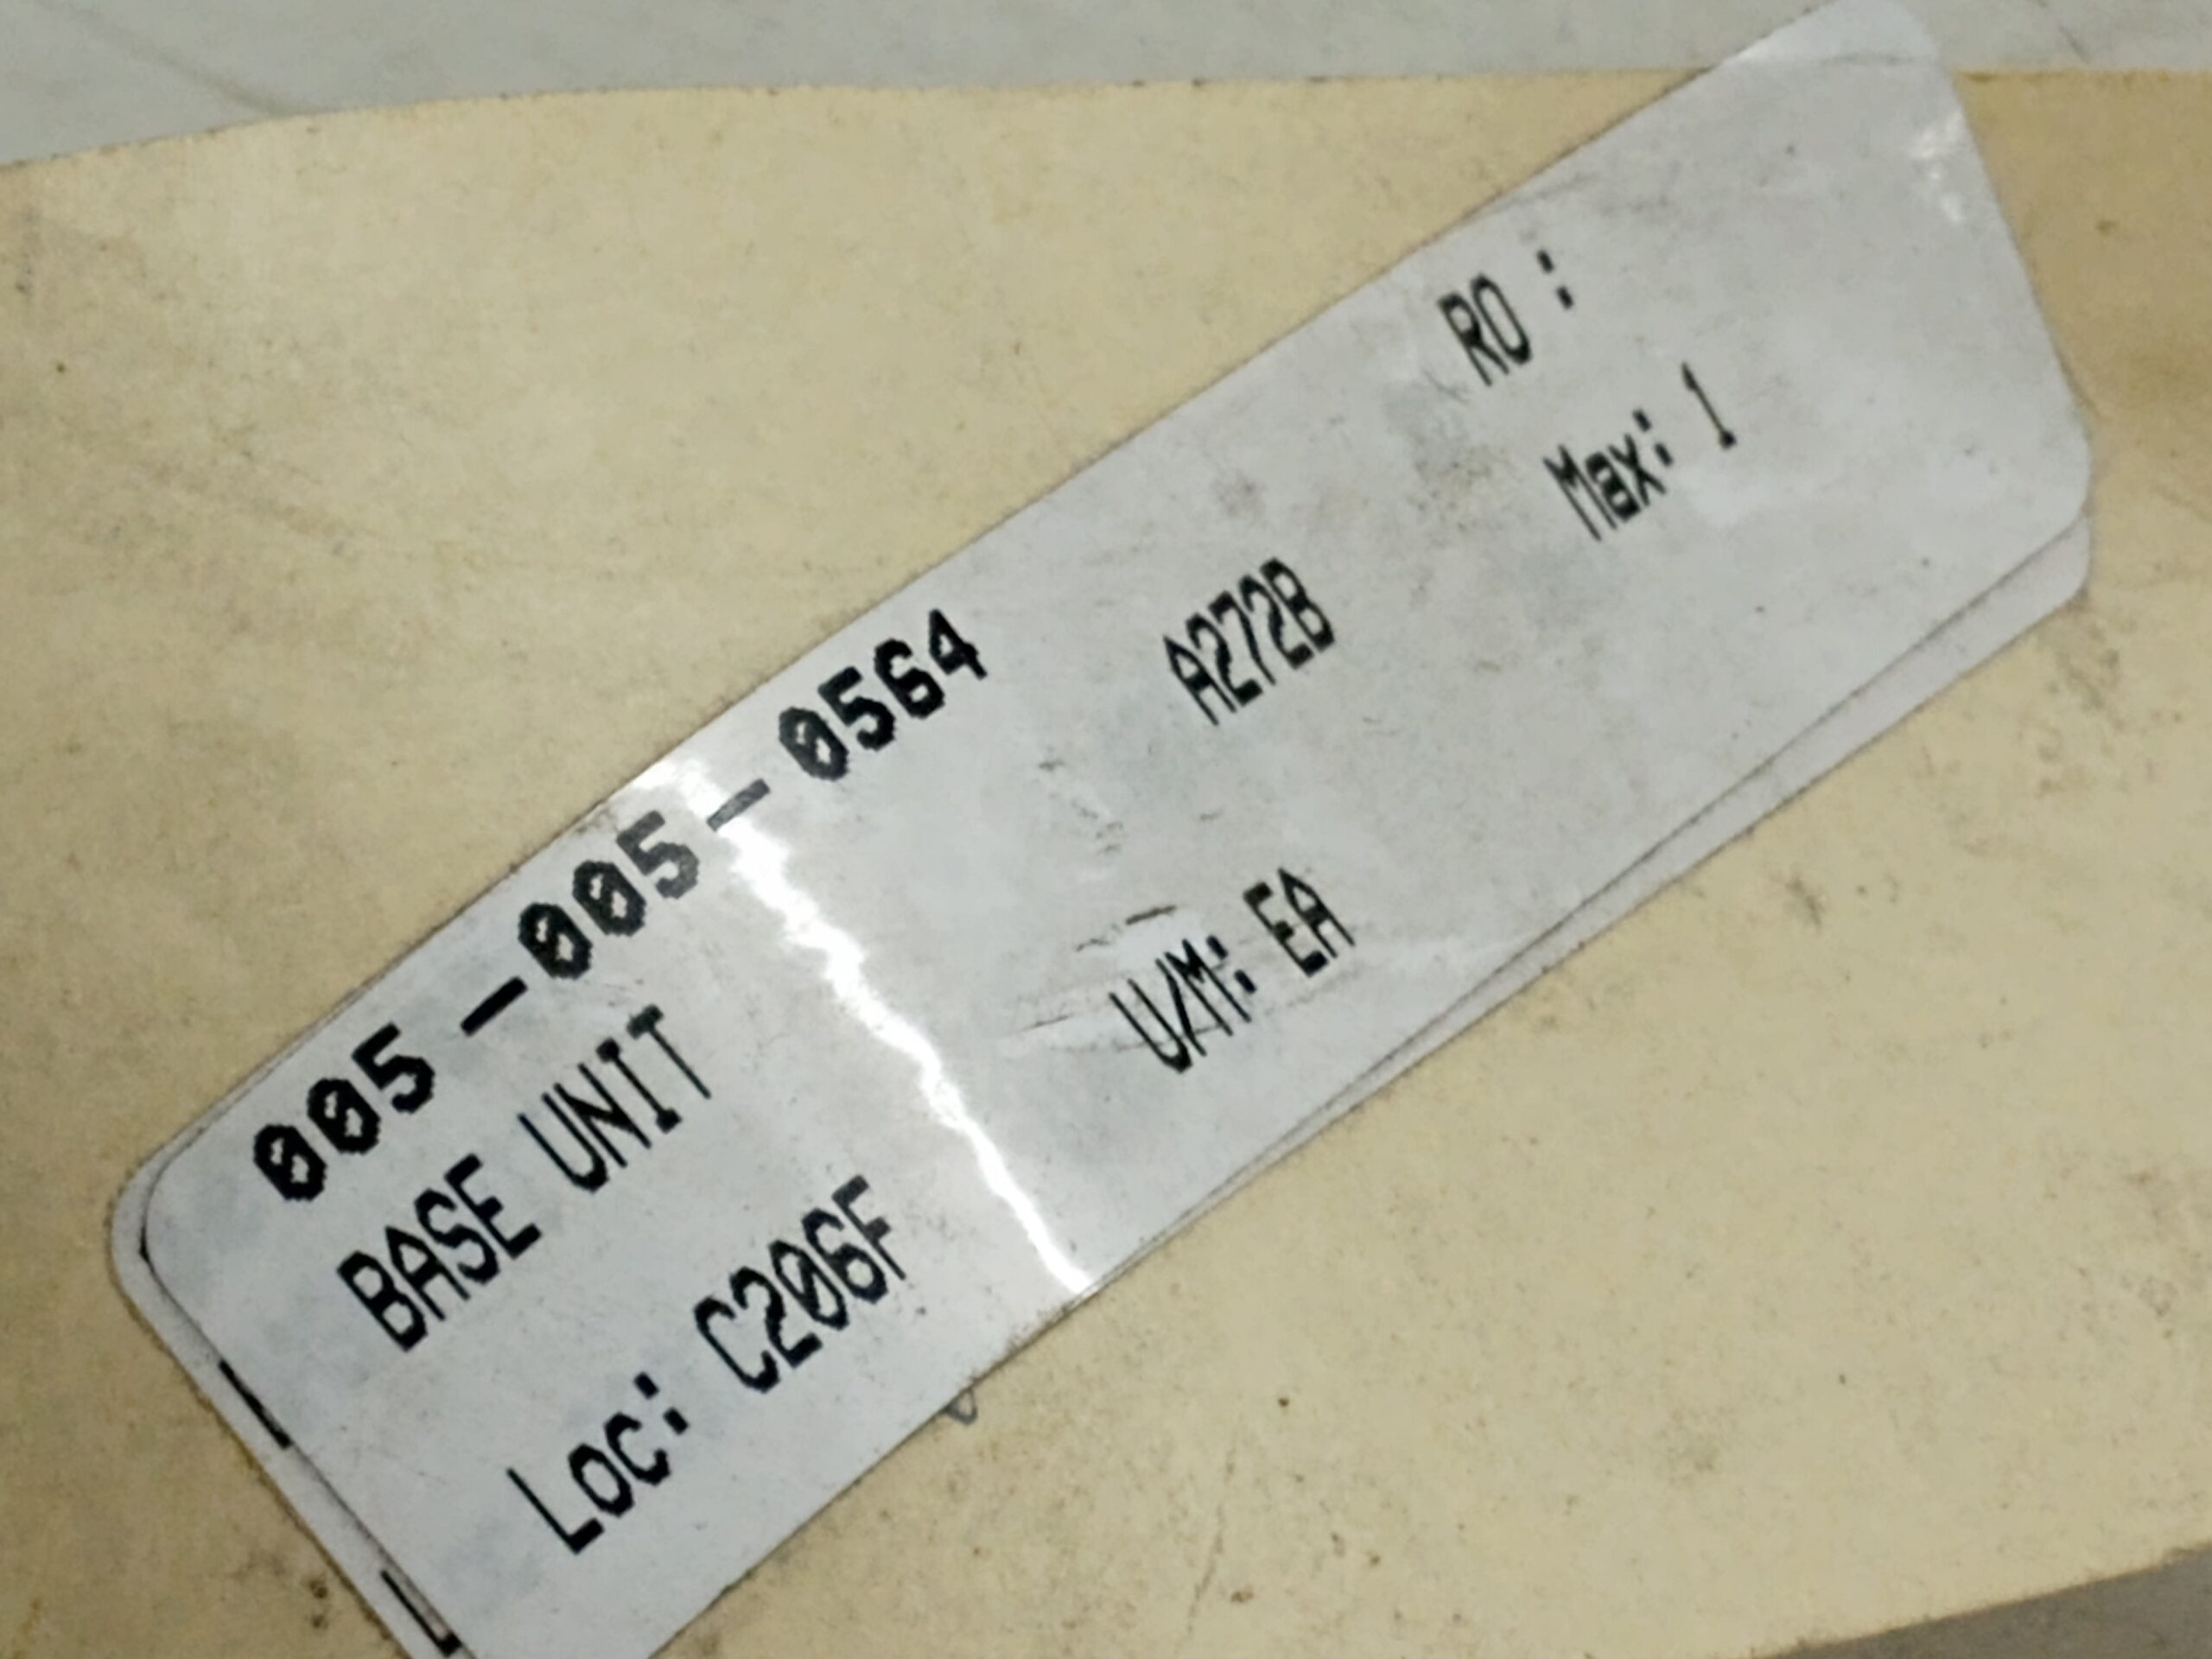 005-005-0564
BASE UNIT A272B RO :
Loc: C206F U/M: EA Max: 1